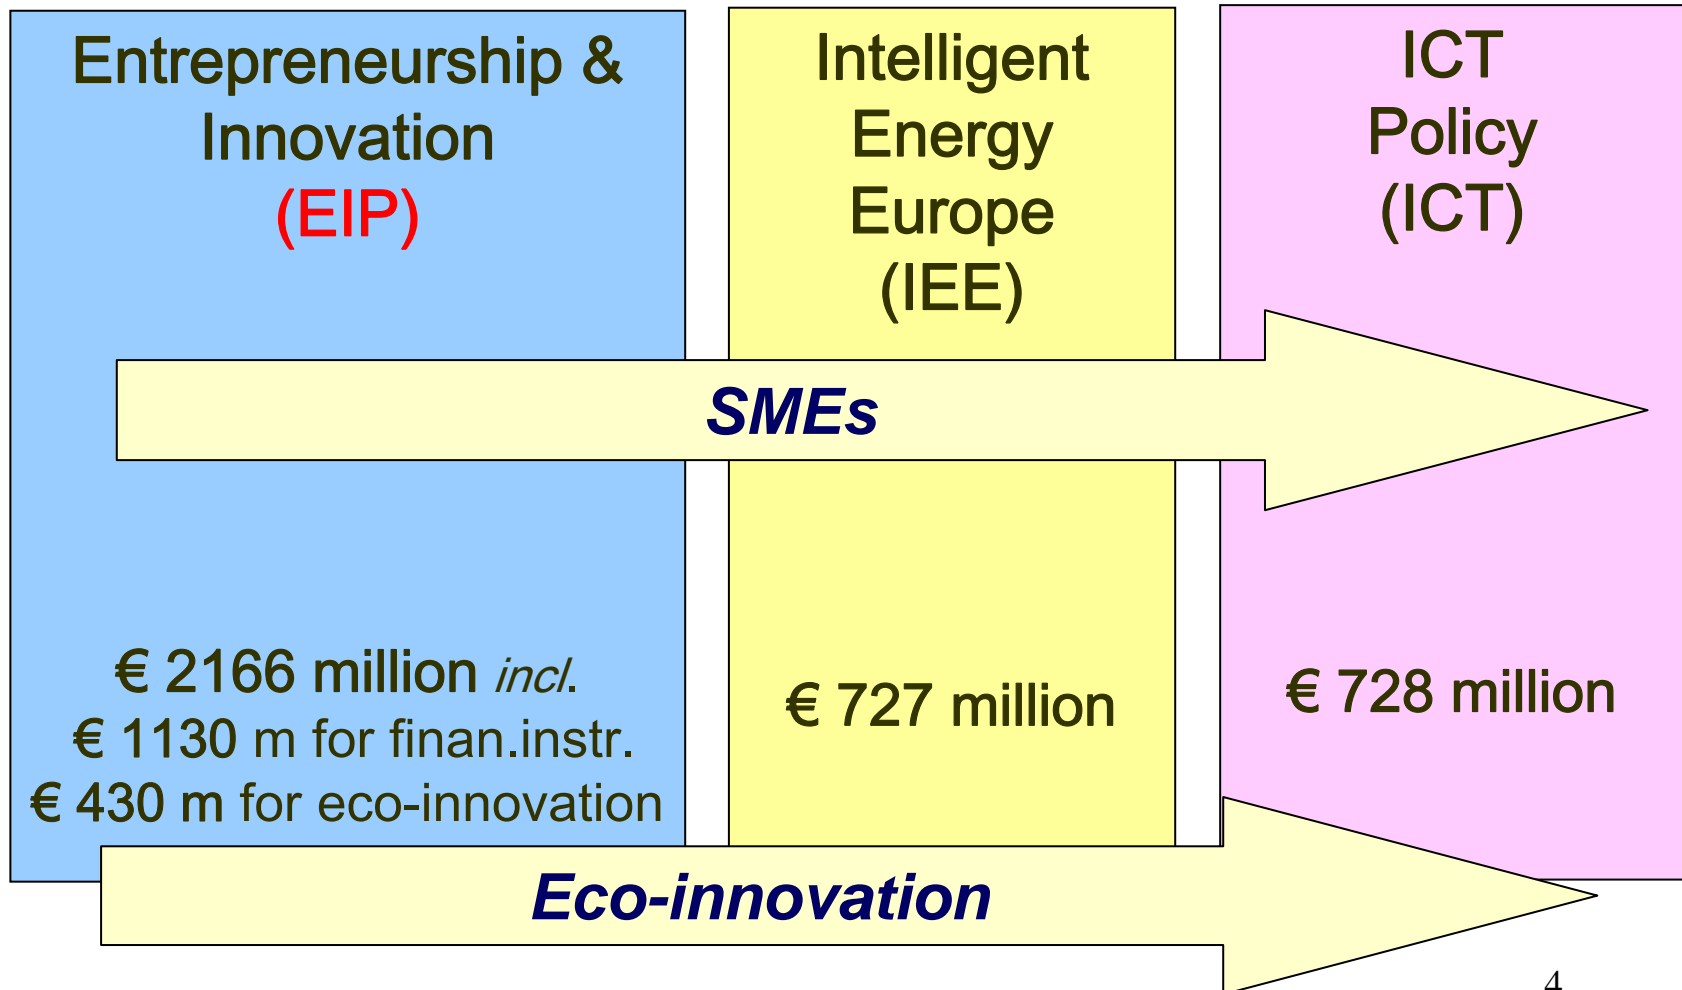 Entrepreneurship &
Innovation
(EIP)
Intelligent
Energy
Europe
(IEE)
ICT
Policy
(ICT)
SMEs
€ 2166 million incl.
€ 1130 m for finan.instr.
€ 430 m for eco-innovation
€ 727 million
€ 728 million
Eco-innovation
4